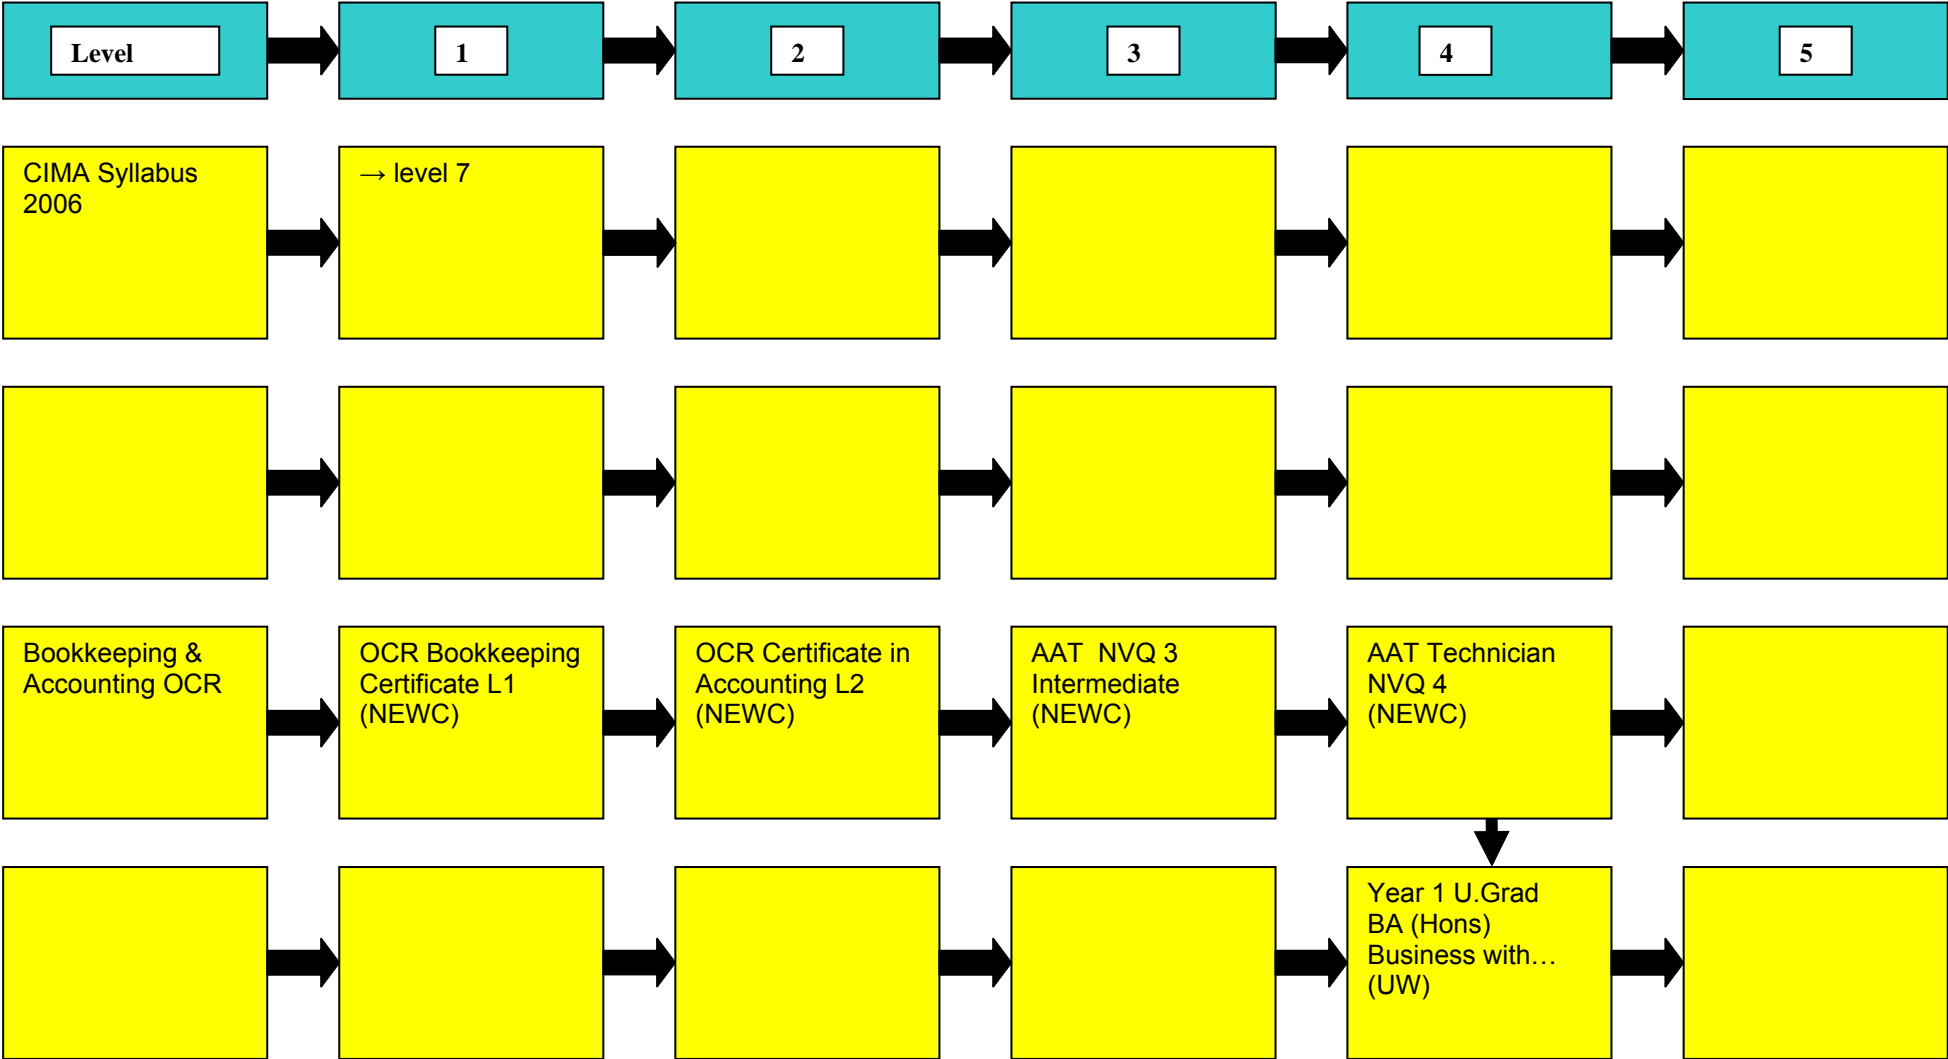 Level
1
2
3
4
5
CIMA Syllabus
2006
→ level 7
Bookkeeping &
Accounting OCR
OCR Bookkeeping
Certificate L1
(NEWC)
OCR Certificate in
Accounting L2
(NEWC)
AAT  NVQ 3
Intermediate
(NEWC)
AAT Technician
NVQ 4
(NEWC)
Year 1 U.Grad
BA (Hons)
Business with…
(UW)